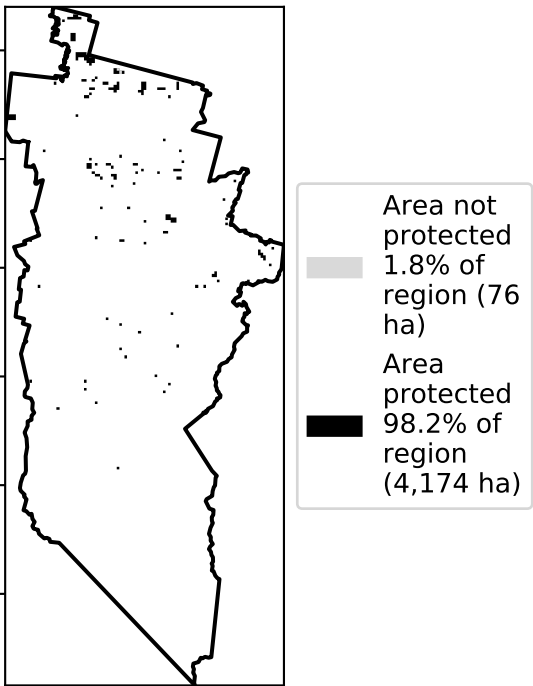 Area not
protected
1.8% of
region (76
ha)
Area
protected
98.2% of
region
(4,174 ha)